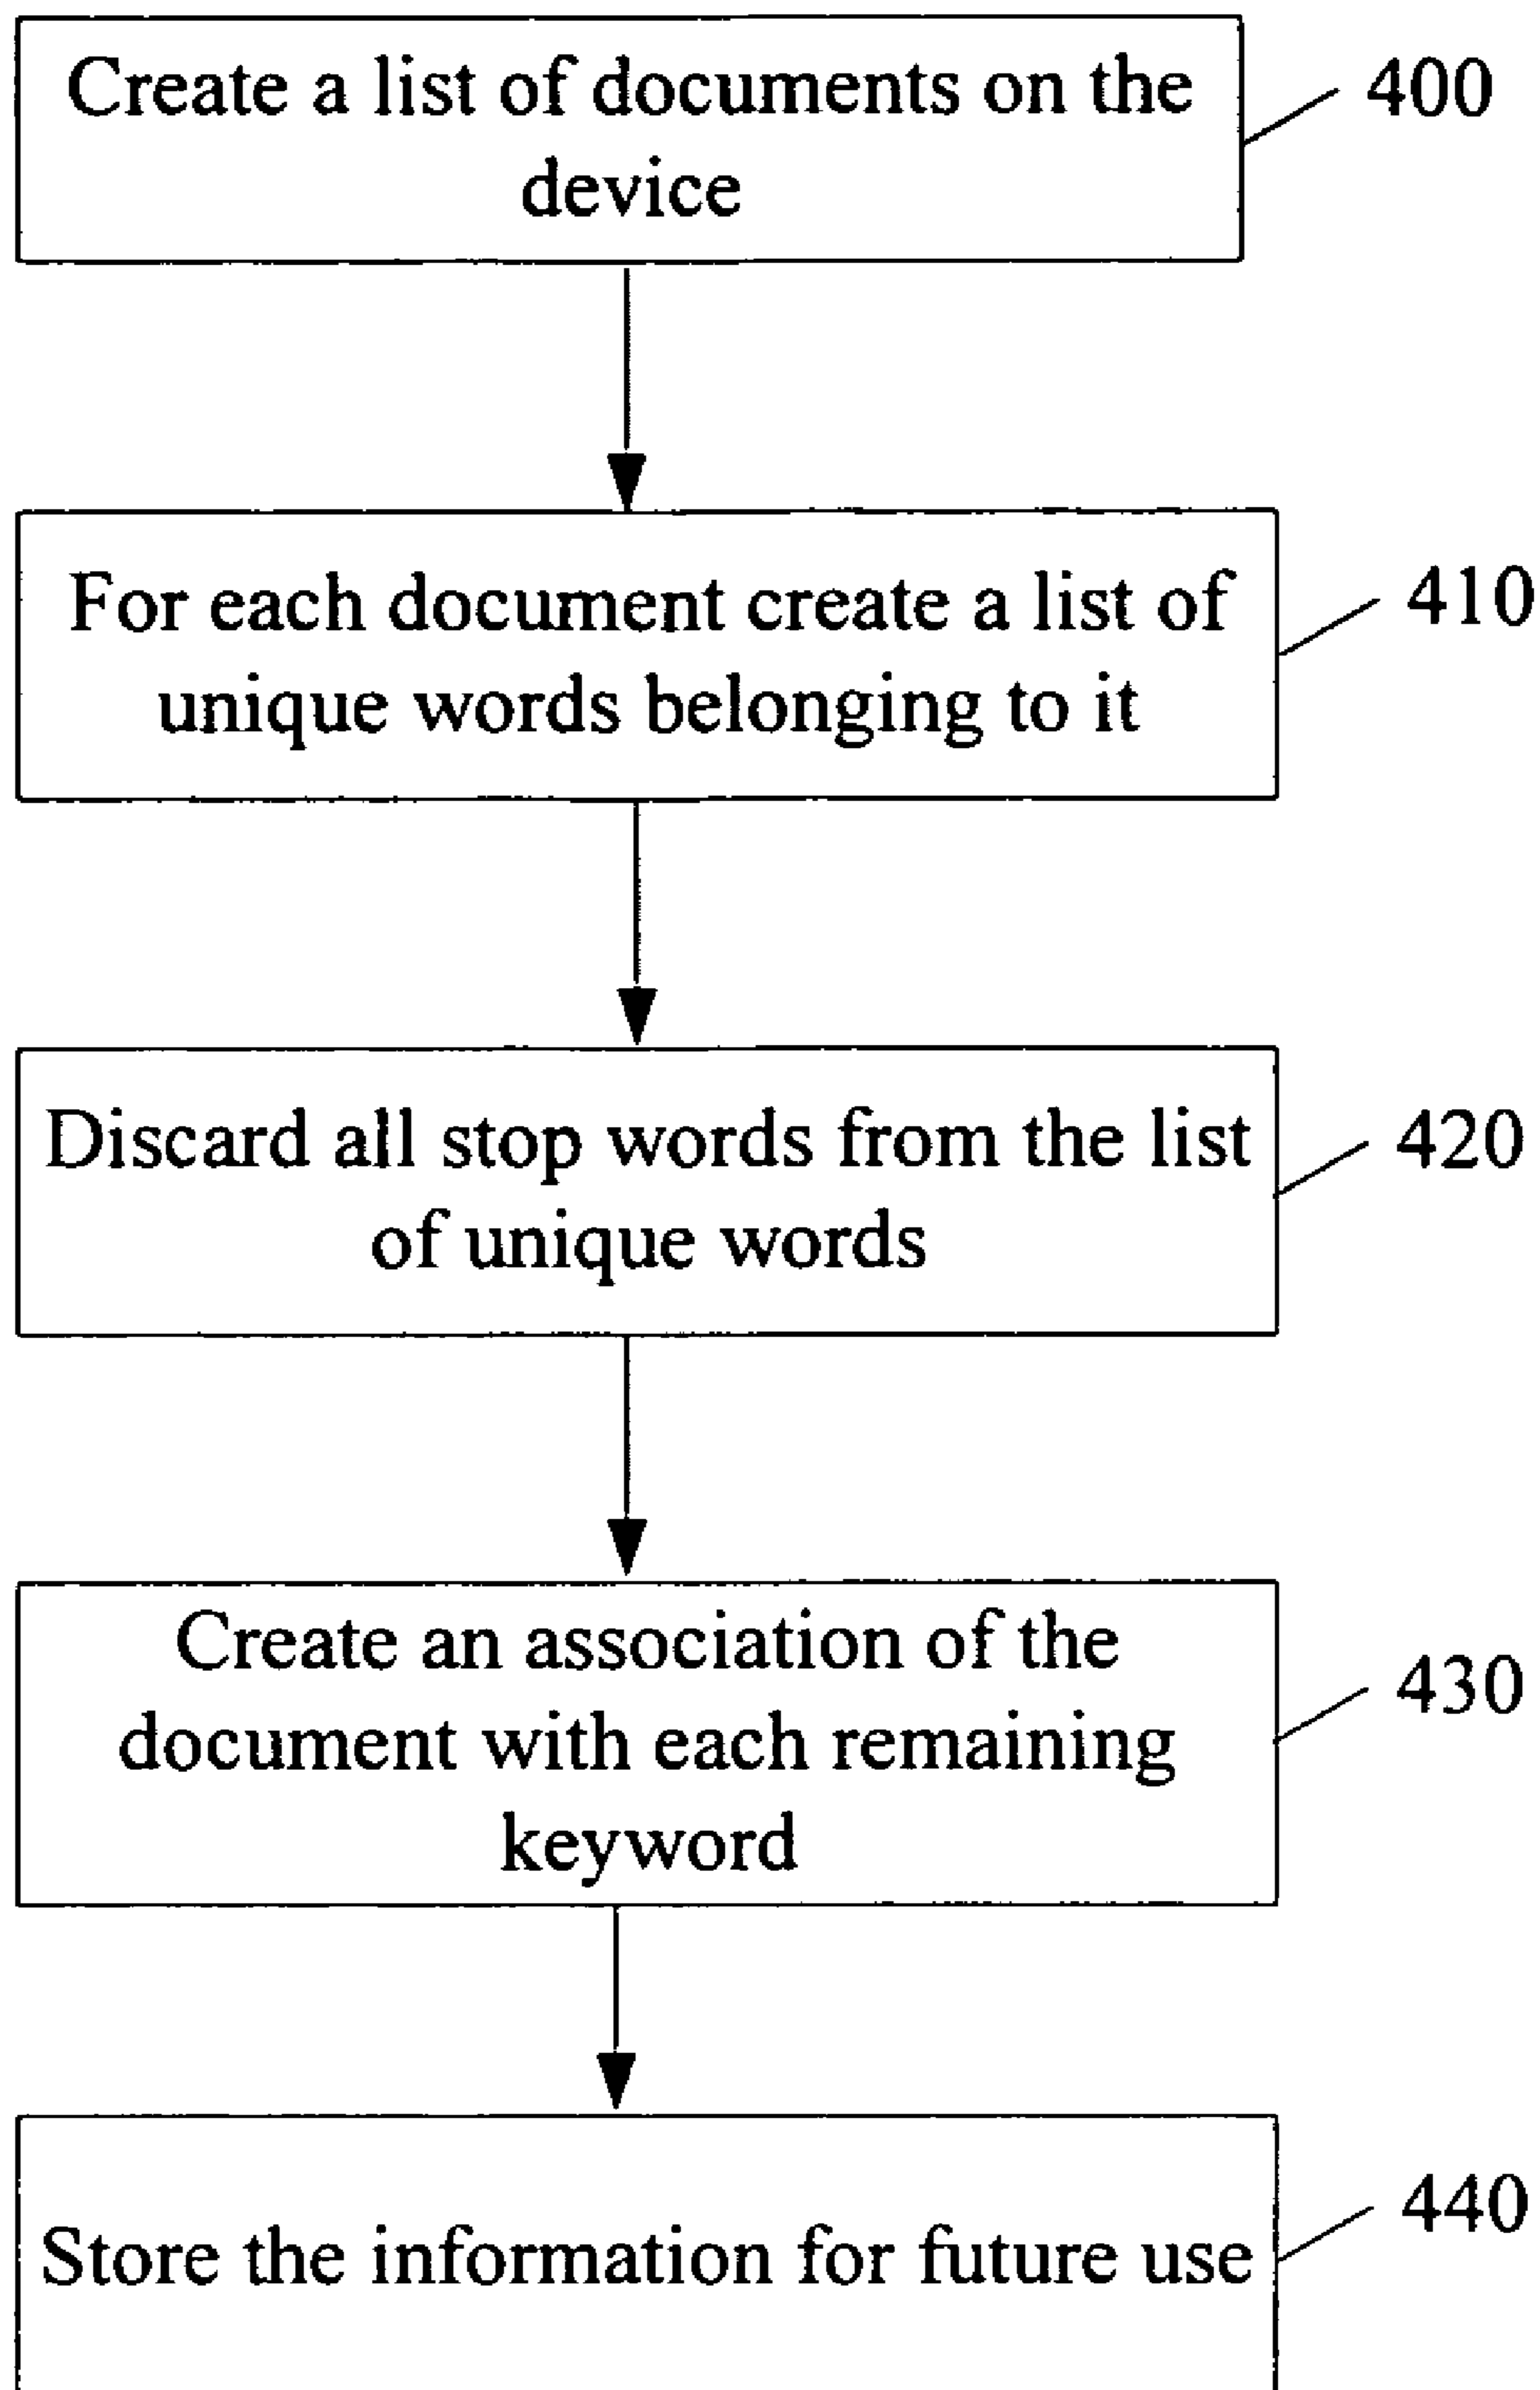 Create a list of documents on the
device
400
For each document create a list of
unique words belonging to it
410
Discard all stop words from the list
of unique words
420
Create an association of the
document with each remaining
keyword
430
Store the information for future use
440